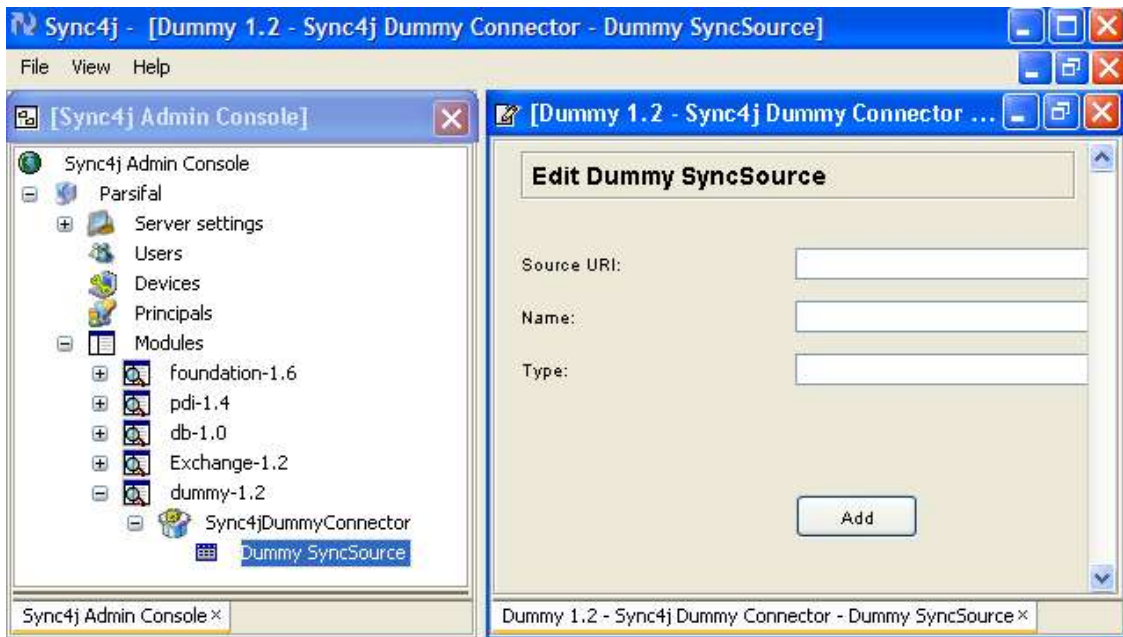 Sync4j - [Dummy 1.2 - Sync4j Dummy Connector - Dummy SyncSource]
File View Help
[Sync4j Admin Console]
Sync4j Admin Console
Parsifal
Server settings
Users
Devices
Principals
Modules
foundation-1.6
pdi-1.4
db-1.0
Exchange-1.2
dummy-1.2
Sync4jDummyConnector
Dummy SyncSource
Sync4j Admin Console ×
[Dummy 1.2 - Sync4j Dummy Connector ...
Edit Dummy SyncSource
Source URI:
Name:
Type:
Add
Dummy 1.2 - Sync4j Dummy Connector - Dummy SyncSource ×